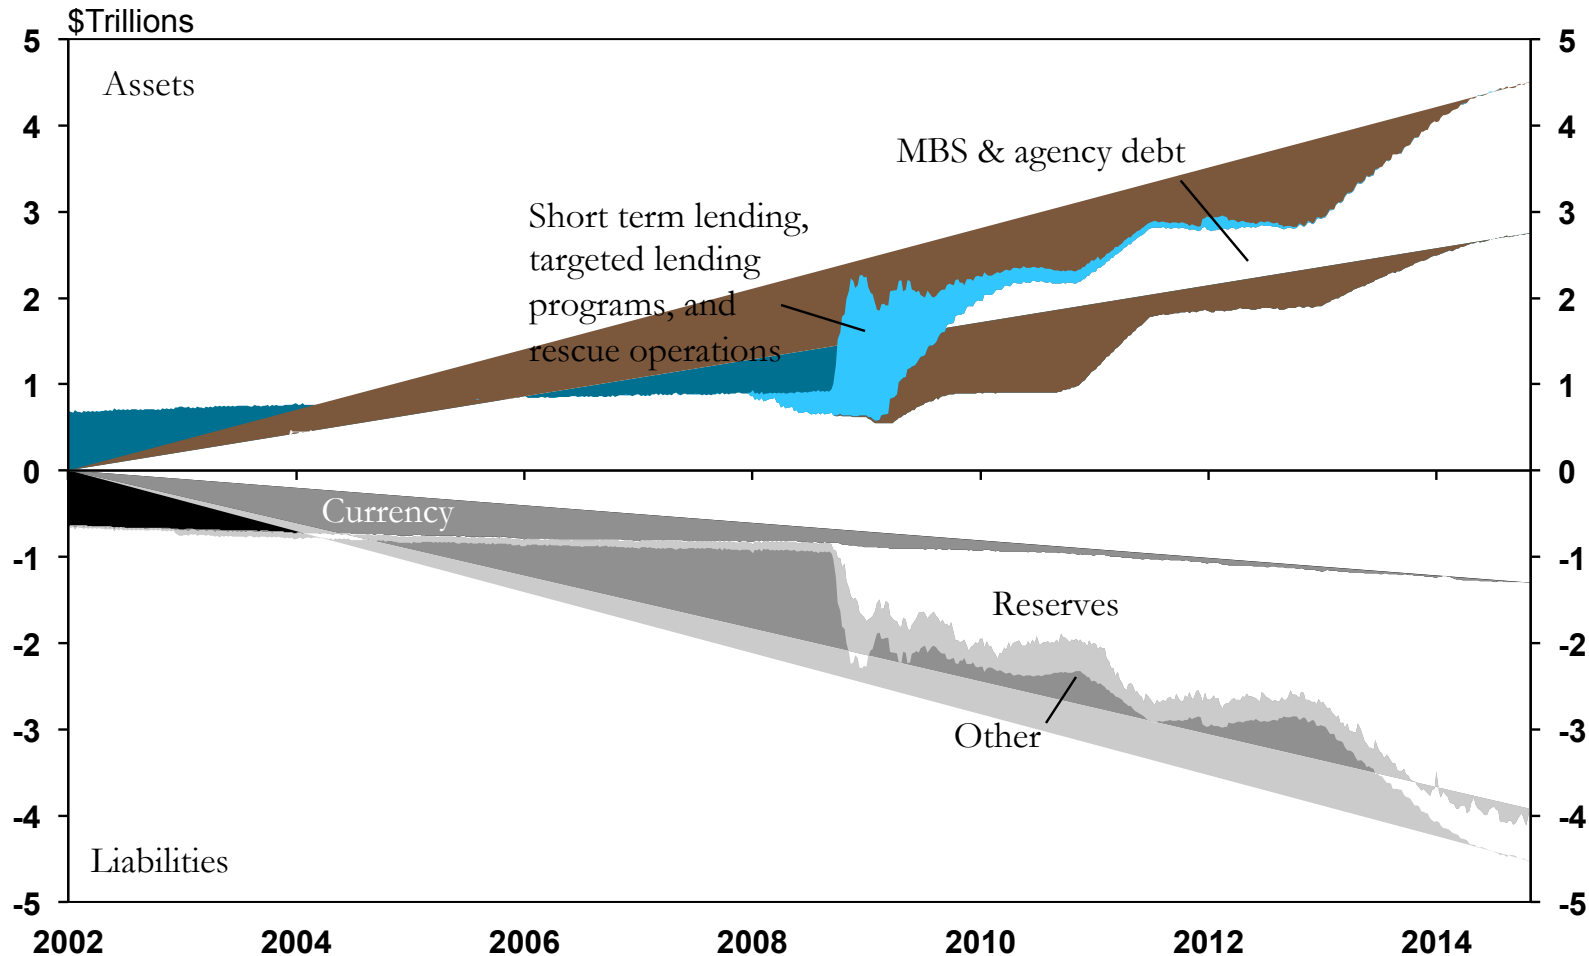 $Trillions
5 5
Assets
4 4
MBS & agency debt
3 3
Short term lending,
targeted lending
2 2
programs, and
rescue operations
1 1
0 0
Currency
-1 -1
Reserves
-2 -2
Other
-3 -3
-4 -4
Liabilities
-5 -5
2002 2004 2006 2008 2010 2012 2014